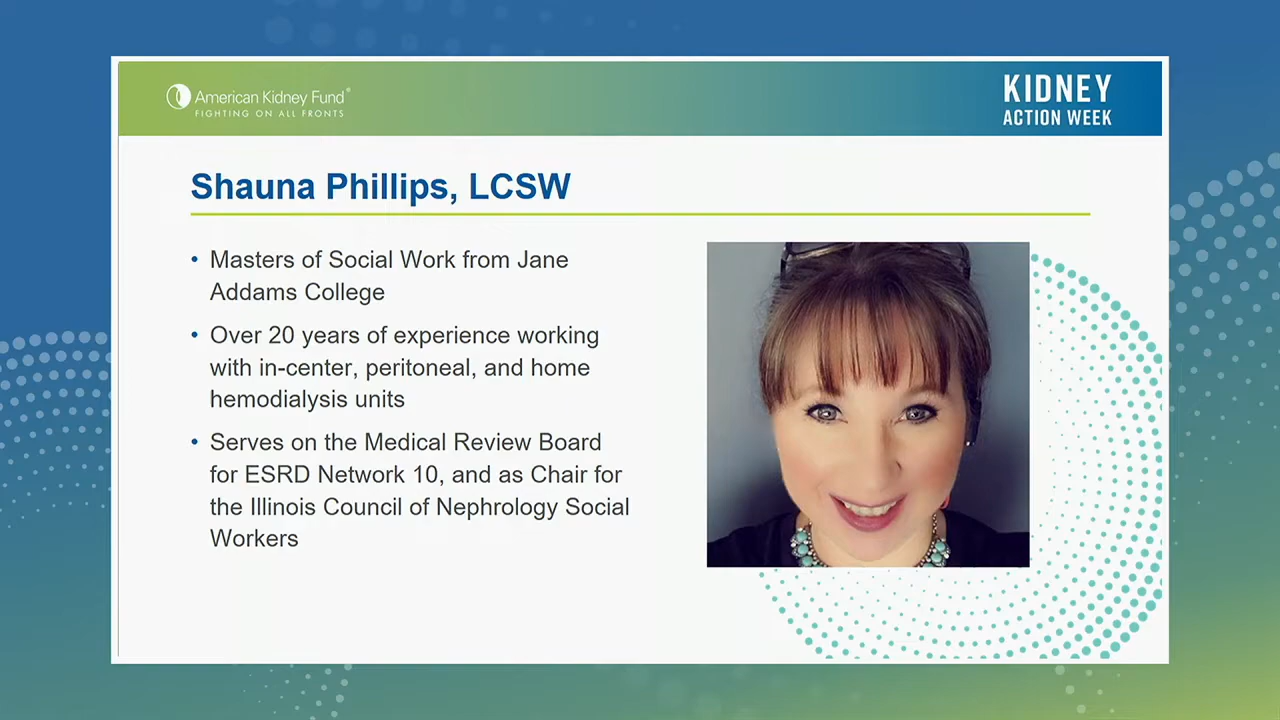 American Kidney Fund®
FIGHTING ON ALL FRONTS
KIDNEY
ACTION WEEK
Shauna Phillips, LCSW
• Masters of Social Work from Jane
Addams College
• Over 20 years of experience working
with in-center, peritoneal, and home
hemodialysis units
• Serves on the Medical Review Board
for ESRD Network 10, and as Chair for
the Illinois Council of Nephrology Social
Workers